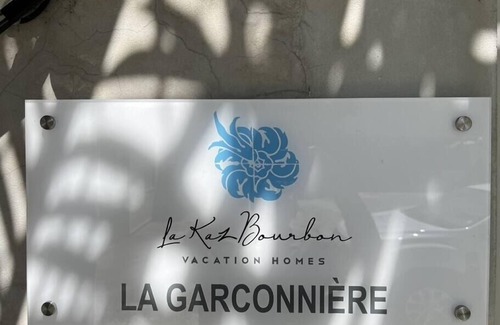 La Kaz Bourbon
VACATION HOMES
LA GARCONNIÈRE